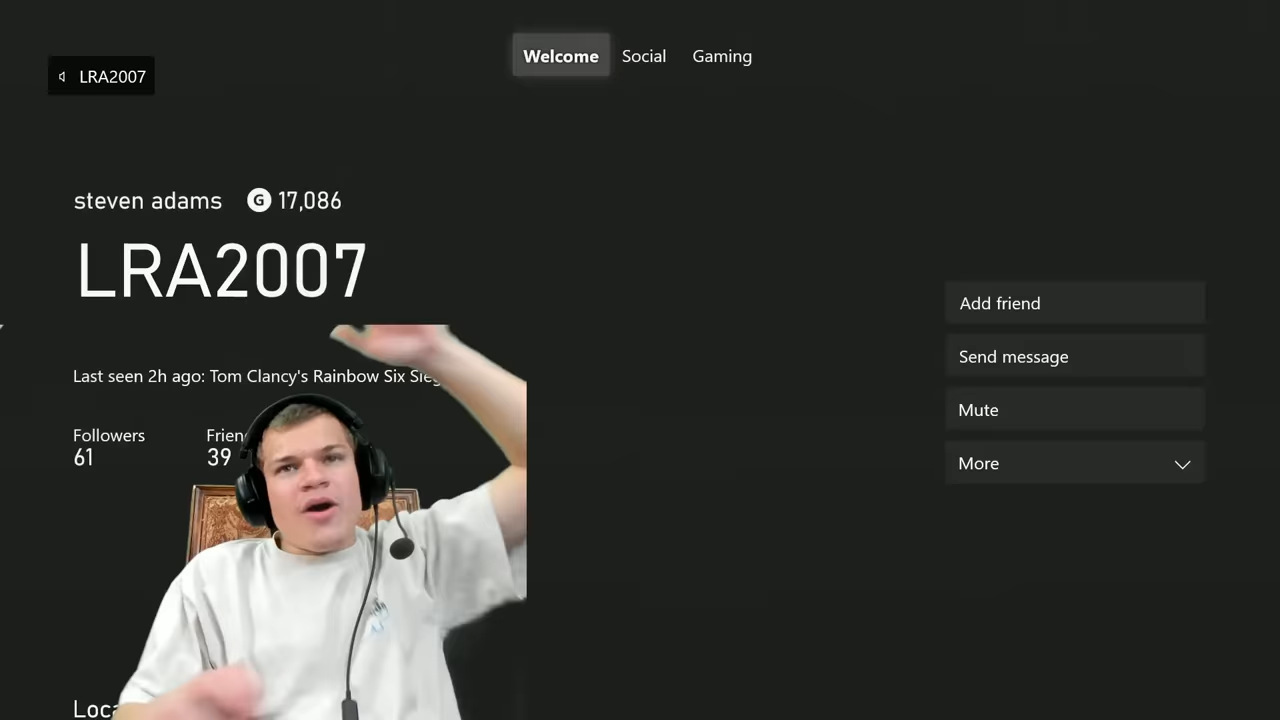 Welcome Social Gaming
LRA2007
steven adams G 17,086
LRA2007
Last seen 2h ago: Tom Clancy's Rainbow Six
Followers
61
39
Add friend
Send message
Mute
More